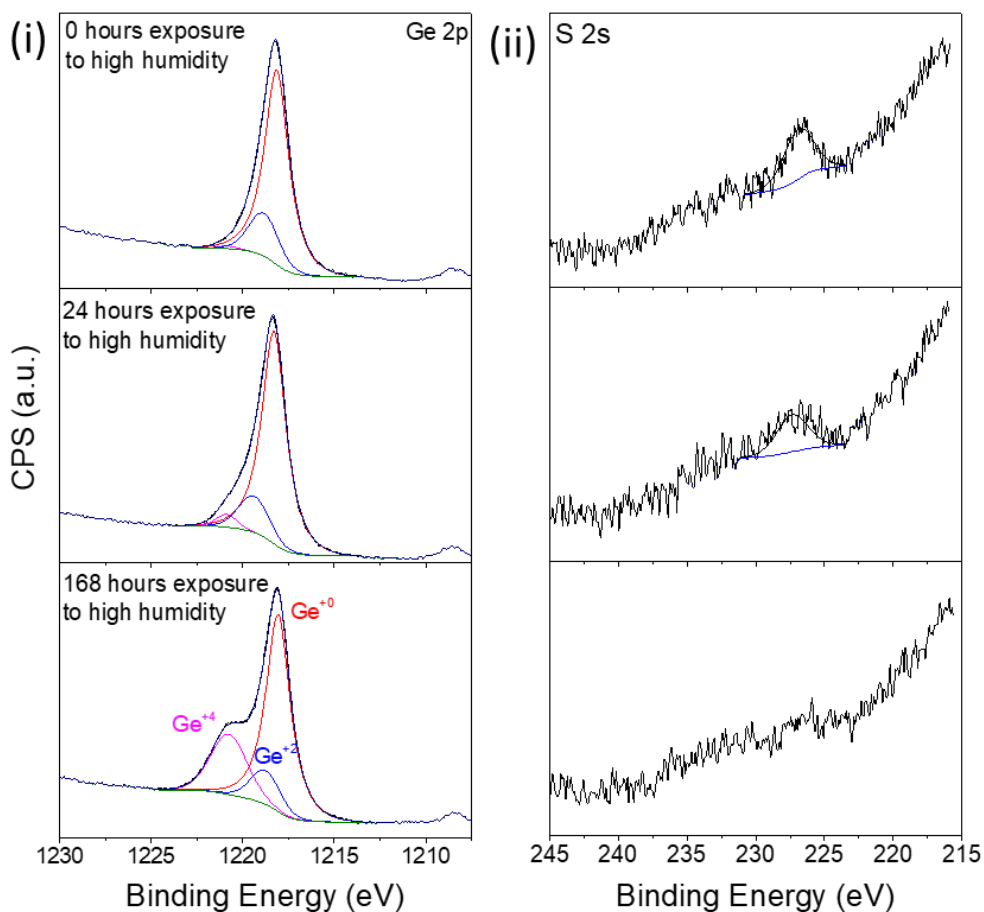 (i)
0 hours exposure
to high humidity
Ge 2p
24 hours exposure
to high humidity
168 hours exposure
to high humidity
Ge+0
Ge+4
Ge+2
CPS (a.u.)
1230 1225 1220 1215 1210
Binding Energy (eV)
(ii)
S 2s
245 240 235 230 225 220 215
Binding Energy (eV)